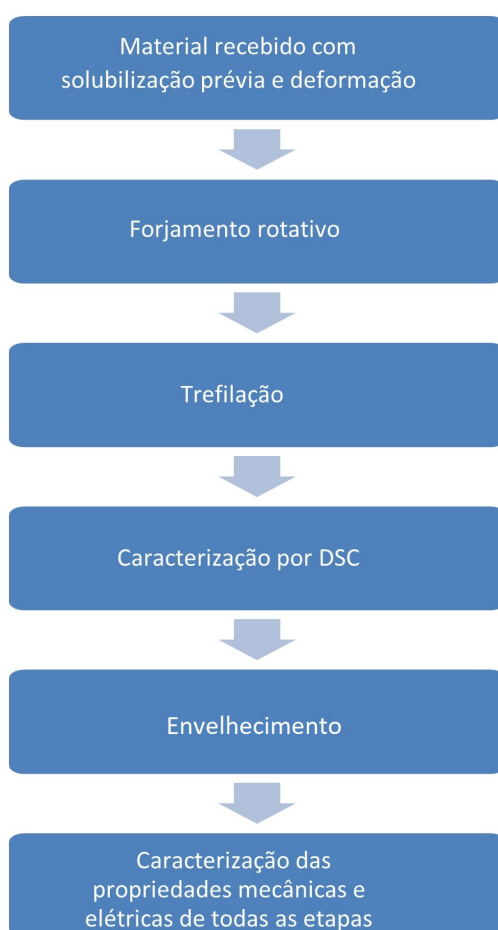 Material recebido com
solubilização prévia e deformação
Forjamento rotativo
Trefilação
Caracterização por DSC
Envelhecimento
Caracterização das
propriedades mecânicas e
elétricas de todas as etapas